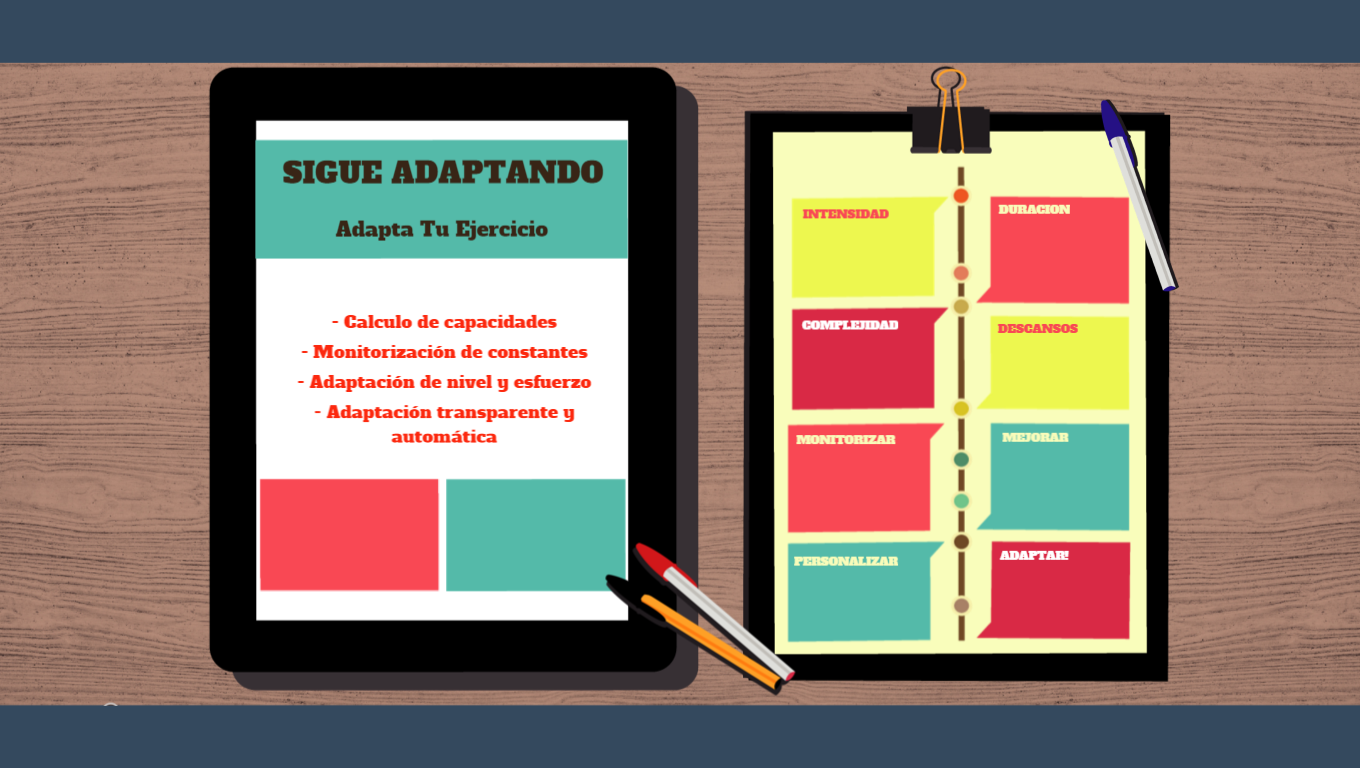 SIGUE ADAPTANDO
Adapta Tu Ejercicio
- Calculo de capacidades
- Monitorización de constantes
- Adaptación de nivel y esfuerzo
- Adaptación transparente y
automática
INTENSIDAD
DURACION
COMPLEJIDAD
DESCANSOS
MONITORIZAR
MEJORAR
PERSONALIZAR
ADAPTAR!